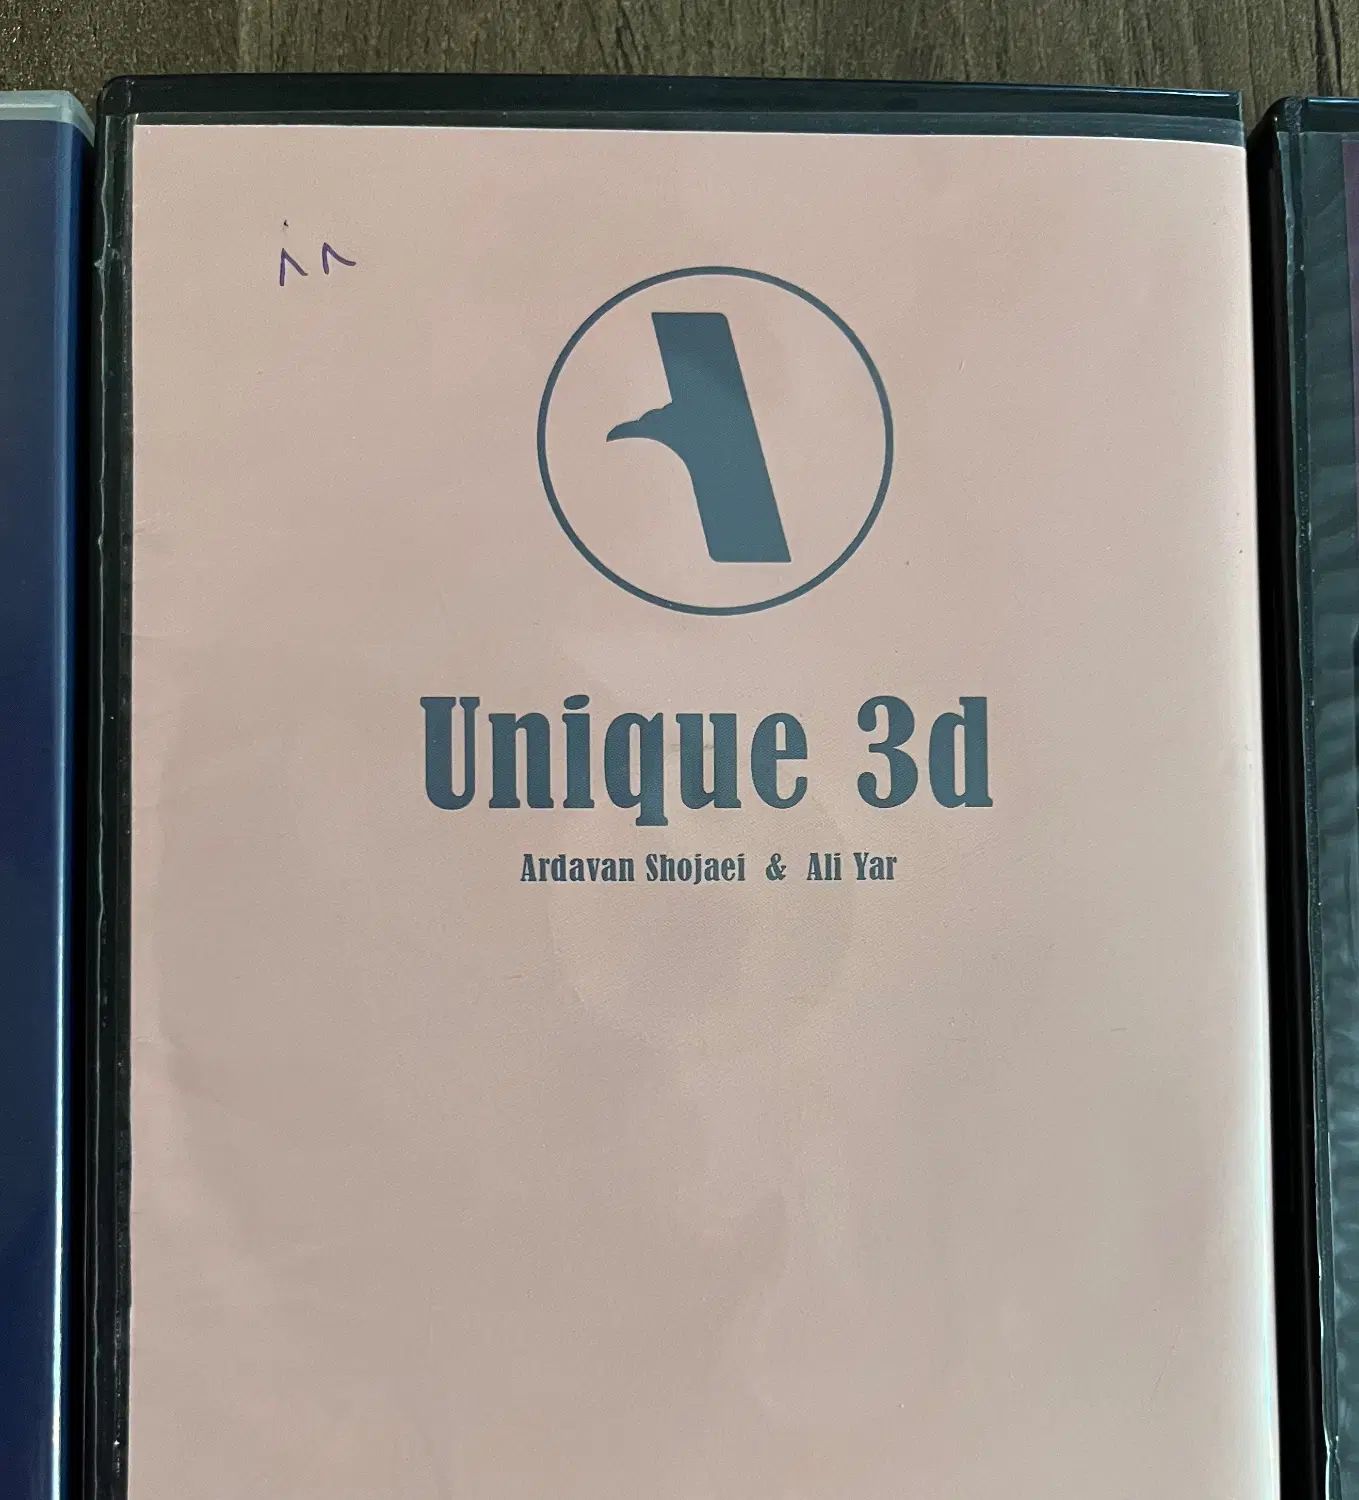 ۸۸
Unique 3d
Ardavan Shojaei & Ali Yar